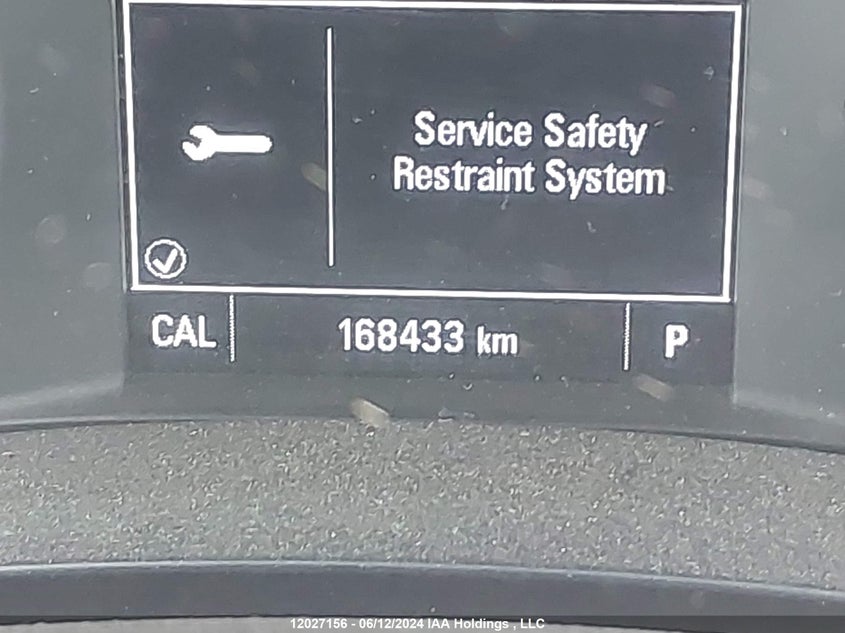 Service Safety
Restraint System
CAL 168433 km P
12027156 - 06/12/2024 IAA Holdings , LLC